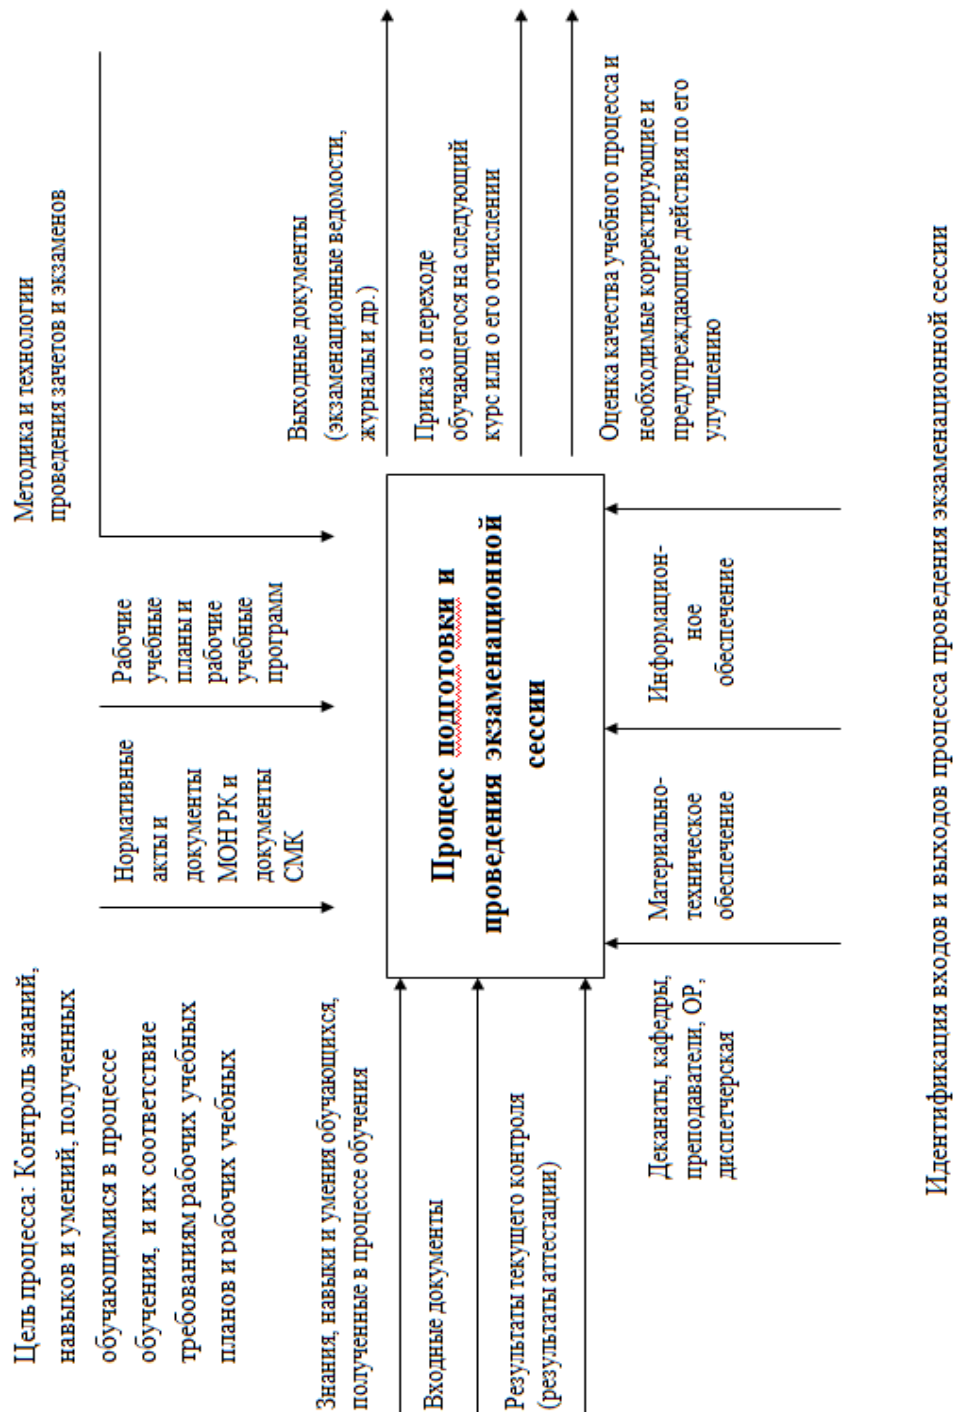 Цель процесса: Контроль знаний,
навыков и умений, полученных
обучающимися в процессе
обучения, и их соответствие
требованиям рабочих учебных
планов и рабочих учебных
Методика и технологии
проведения зачетов и экзаменов
Нормативные
акты и
документы
МОН РК и
документы
СМК
Рабочие
учебные
планы и
рабочие
учебные
программ
Знания, навыки и умения обучающихся,
полученные в процессе обучения
Входные документы
Результаты текущего контроля
(результаты аттестации)
Процесс подготовки и
проведения экзаменационной
сессии
Выходные документы
(экзаменационные ведомости,
журналы и др.)
Приказ о переходе
обучающегося на следующий
курс или о его отчислении
Оценка качества учебного процесса и
необходимые корректирующие и
предупреждающие действия по его
улучшению
Деканаты, кафедры,
преподаватели, ОР,
диспетчерская
Материально-
техническое
обеспечение
Информацион-
ное
обеспечение
Идентификация входов и выходов процесса проведения экзаменационной сессии